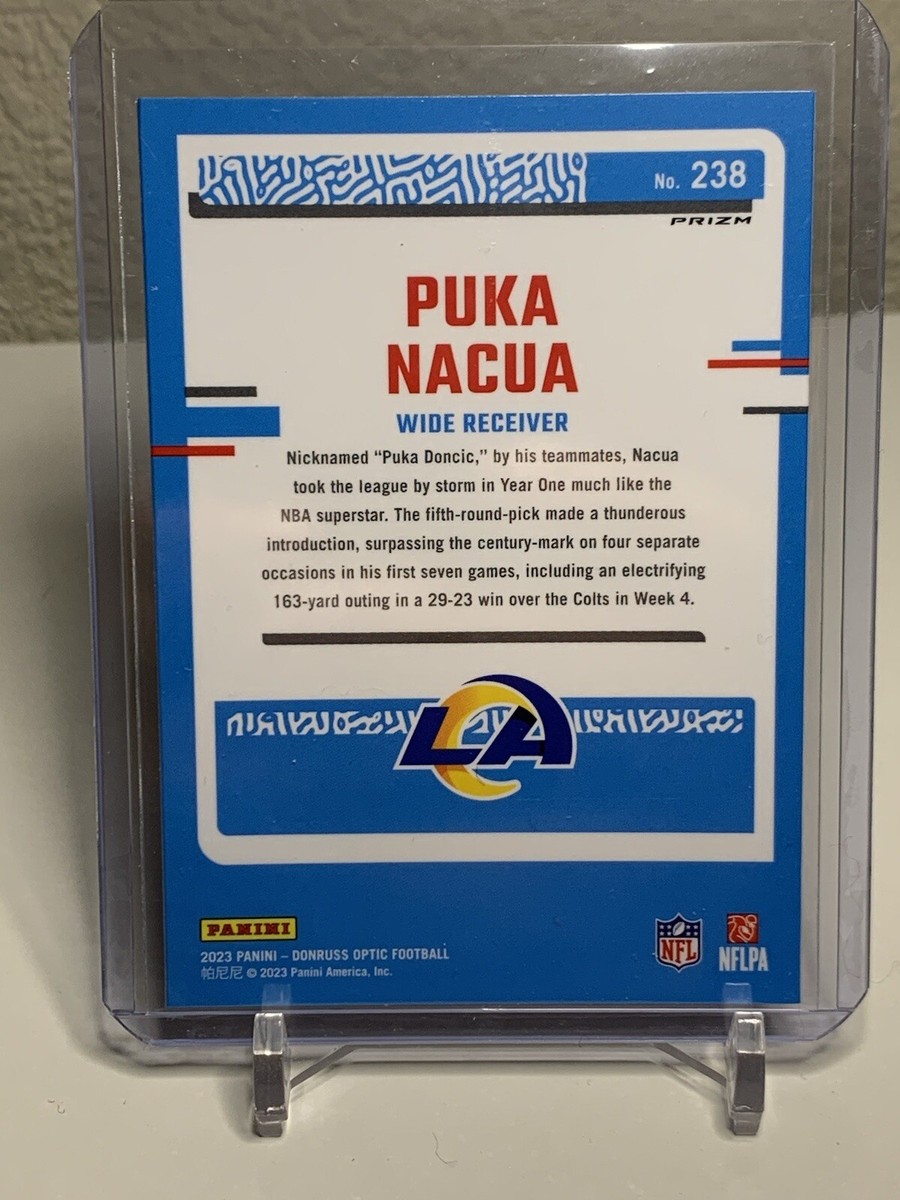 No. 238
PRIZM
PUKA
NACUA
WIDE RECEIVER
Nicknamed “Puka Doncic,” by his teammates, Nacua
took the league by storm in Year One much like the
NBA superstar. The fifth-round-pick made a thunderous
introduction, surpassing the century-mark on four separate
occasions in his first seven games, including an electrifying
163-yard outing in a 29-23 win over the Colts in Week 4.
LA
PANINI
2023 PANINI – DONRUSS OPTIC FOOTBALL
帕尼尼 © 2023 Panini America, Inc.
NFL
NFLPA